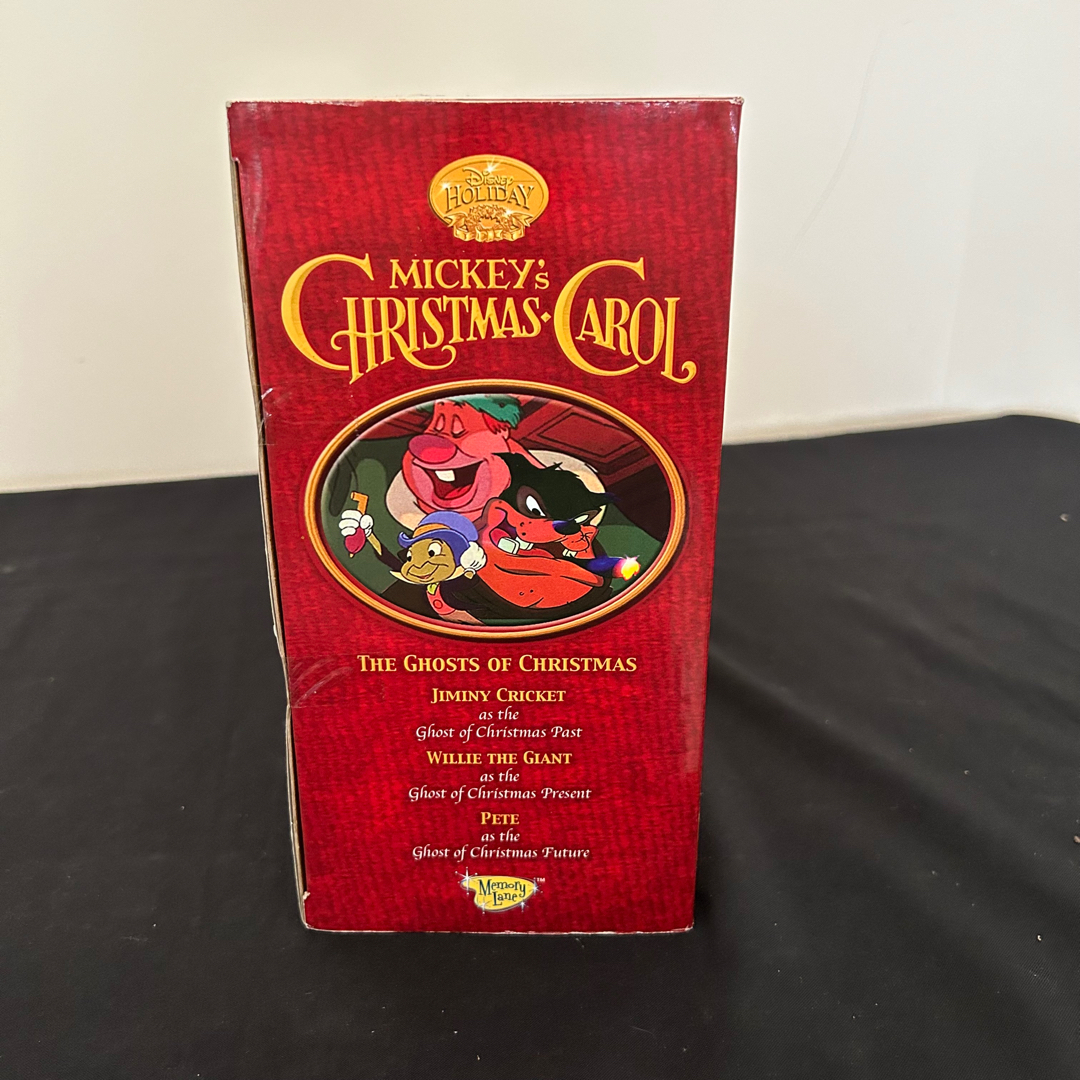 Disney
HOLIDAY
MICKEY'S
CHRISTMAS • CAROL
THE GHOSTS OF CHRISTMAS
JIMINY CRICKET
as the
Ghost of Christmas Past
WILLIE THE GIANT
as the
Ghost of Christmas Present
PETE
as the
Ghost of Christmas Future
Memory
Lane™